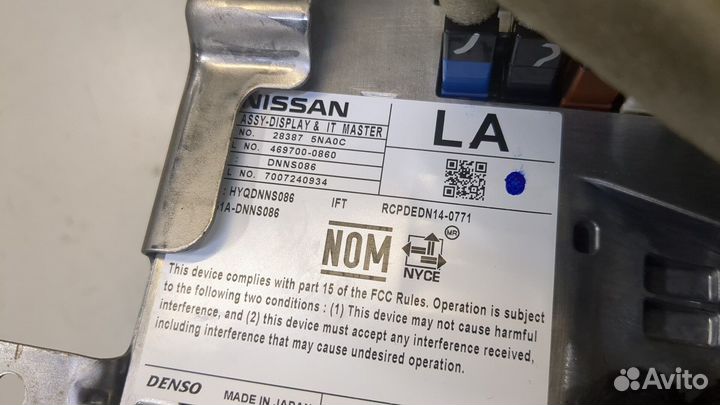 NISSAN
ASSY-DISPLAY & IT MASTER
NO. 28387 5NA0C
L NO. 469700-0860
: DNNS086
L NO. : 7007240934
LA
: HYQDNNS086 IFT RCPDEDN14-0771
1A-DNNS086
NOM
MR
NYCE
This device complies with part 15 of the FCC Rules. Operation is subject
to the following two conditions : (1) This device may not cause harmful
interference, and (2) this device must accept any interference received,
including interference that may cause undesired operation.
DENSO MADE IN JAPAN
Avito